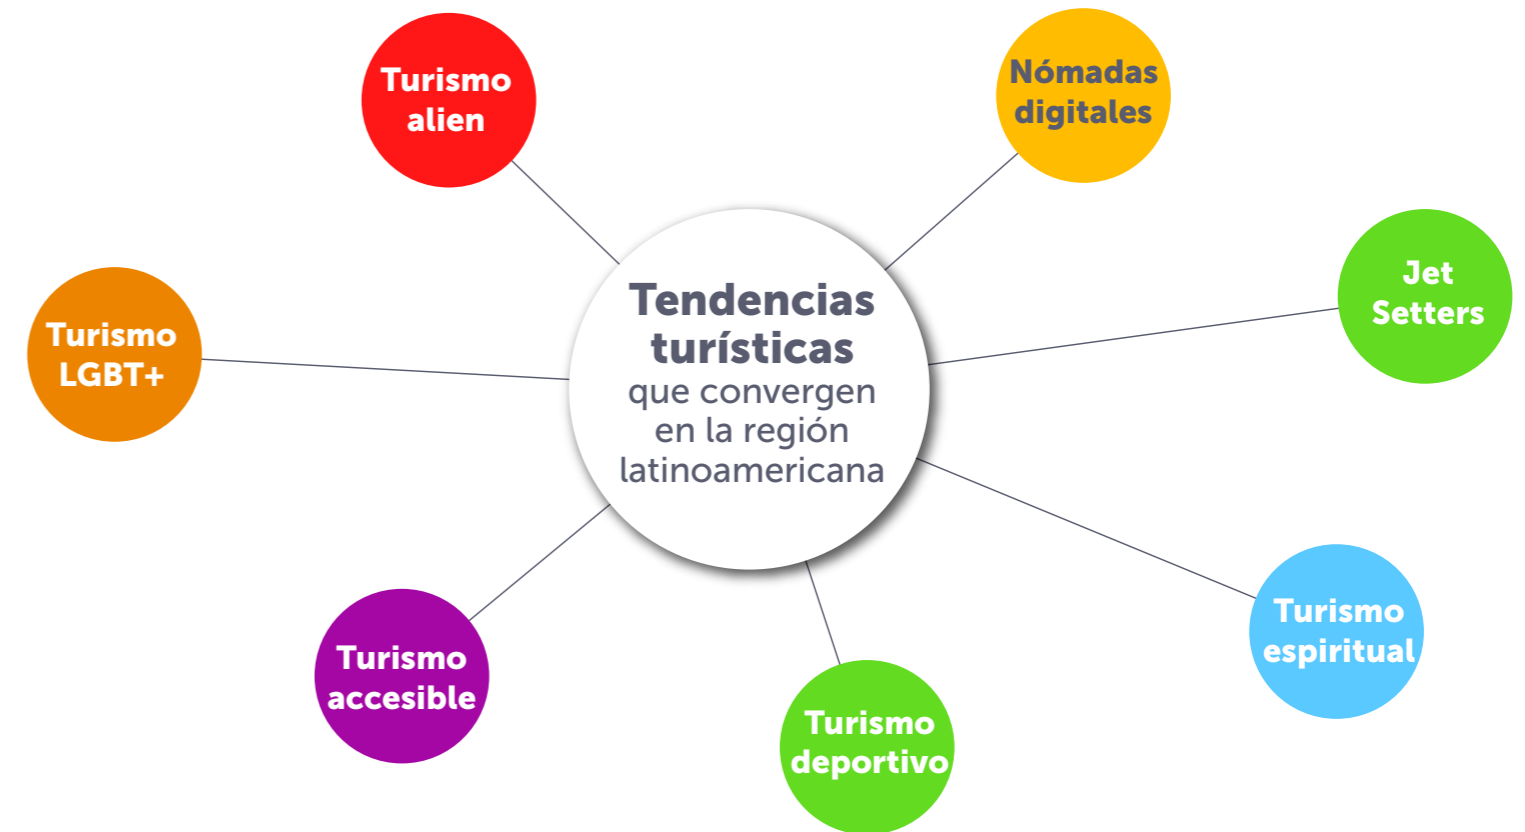 Turismo
alien
Nómadas
digitales
Jet
Setters
Tendencias
turísticas
que convergen
en la región
latinoamericana
Turismo
LGBT+
Turismo
espiritual
Turismo
accesible
Turismo
deportivo